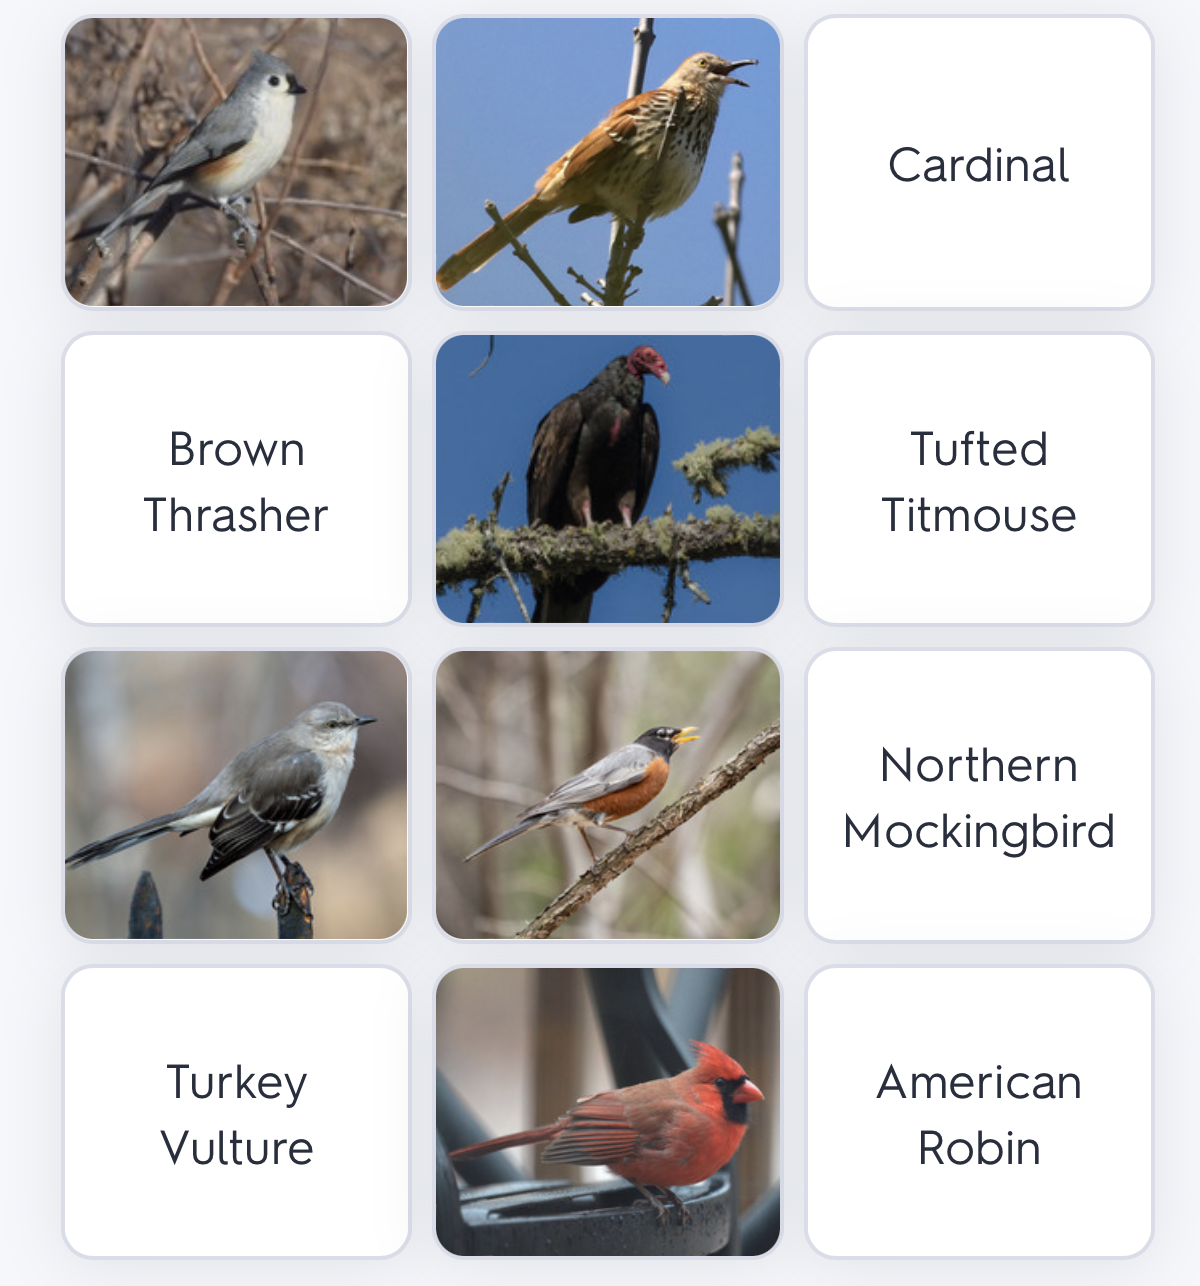 Cardinal
Brown
Thrasher
Tufted
Titmouse
Northern
Mockingbird
Turkey
Vulture
American
Robin